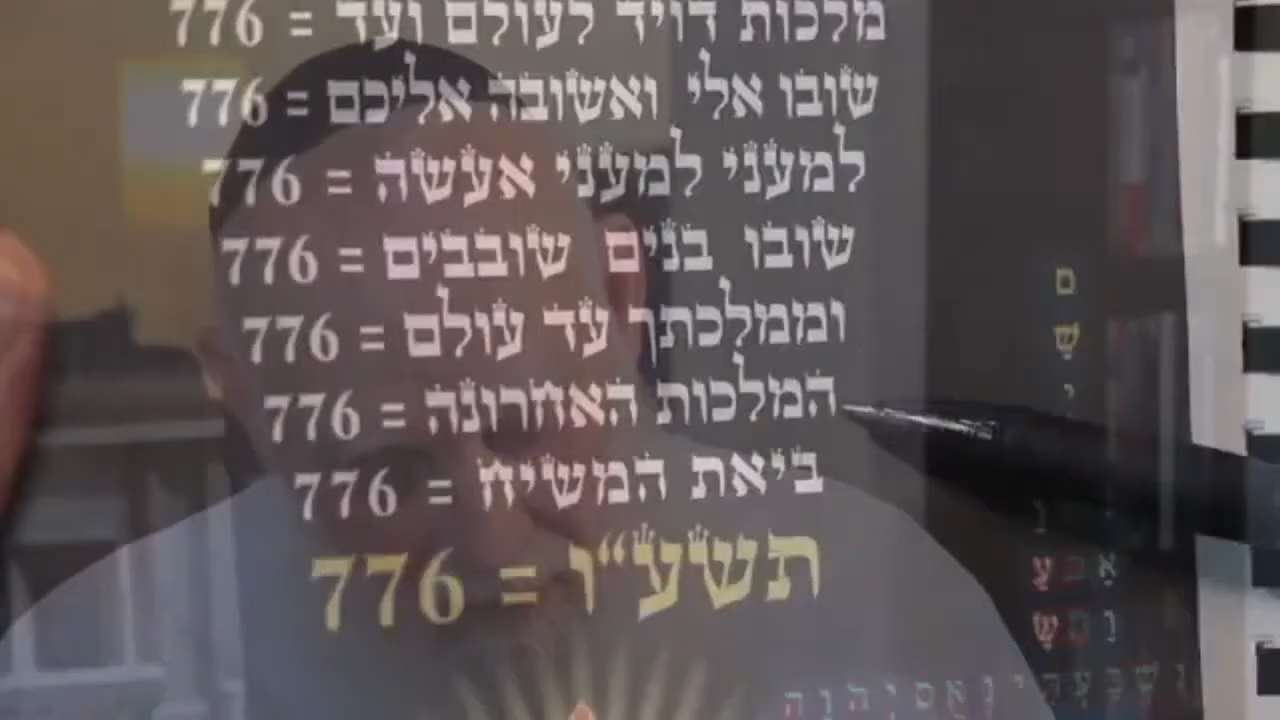 מלכות דויד לעולם ועד = 776
שובו אלי ואשובה אליכם = 776
למעני למעני אעשה = 776
שובו בנים שובבים = 776
וממלכתך עד עולם = 776
המלכות האחרונה = 776
ביאת המשיח = 776
תשע"ו = 776